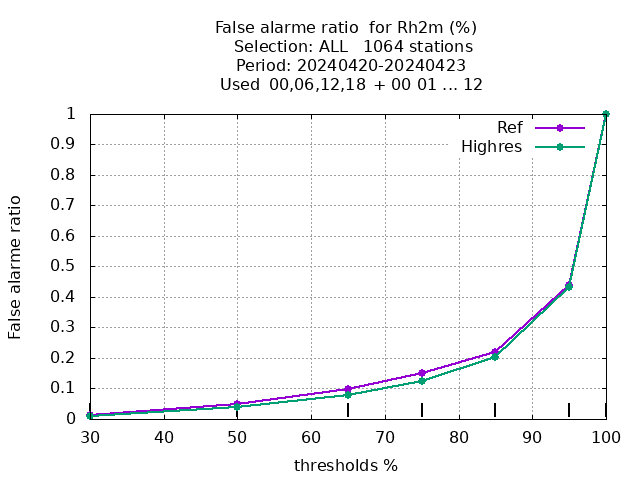 False alarme ratio  for Rh2m (%)
Selection: ALL   1064 stations
Period: 20240420-20240423
Used  00,06,12,18  + 00 01 ... 12
Ref
Highres
1
0.9
0.8
0.7
0.6
0.5
0.4
0.3
0.2
0.1
0
False alarme ratio
30 40 50 60 70 80 90 100
thresholds %